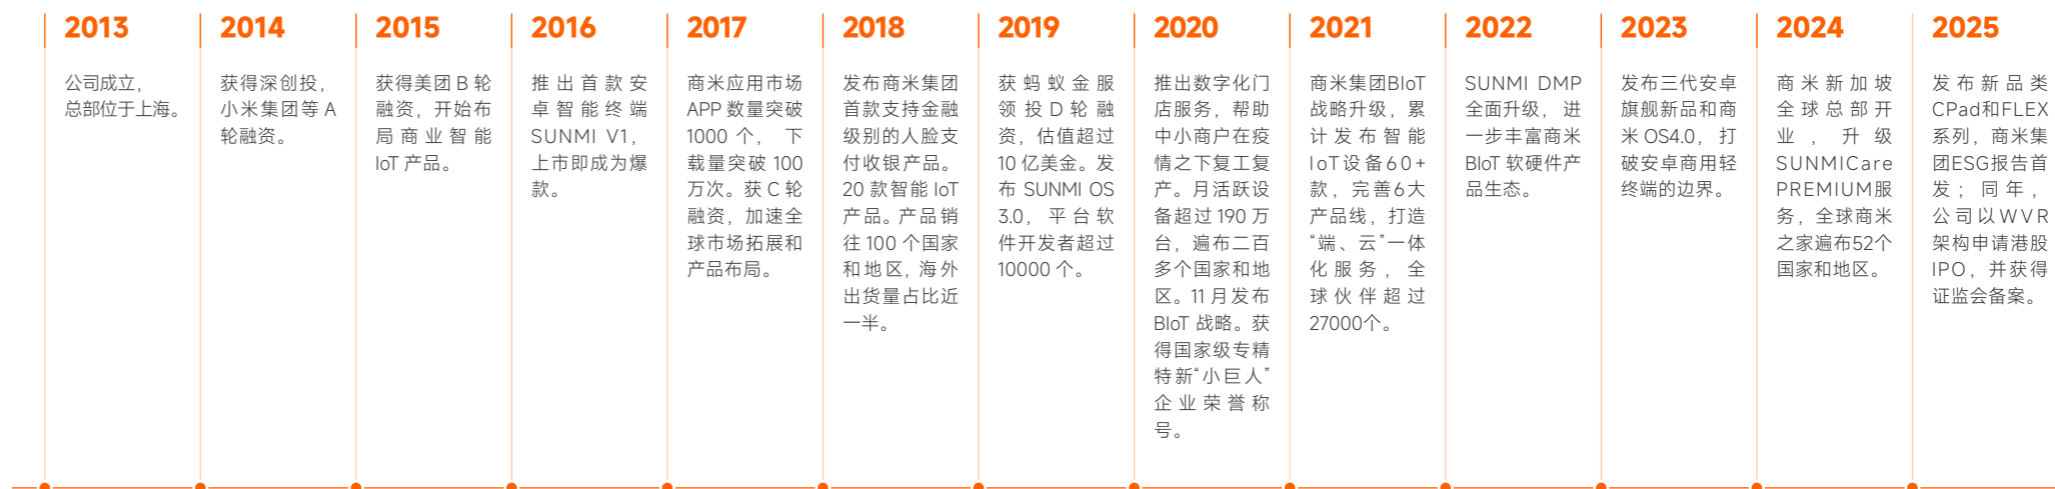 2013
公司成立,
总部位于上海。
2014
获得深创投,
小米集团等 A
轮融资。
2015
获得美团 B 轮
融资，开始布
局商业智能
IoT 产品。
2016
推出首款安
卓智能终端
SUNMI V1，
上市即成为爆
款。
2017
商米应用市场
APP 数量突破
1000 个， 下
载量突破 100
万次。获 C 轮
融资，加速全
球市场拓展和
产品布局。
2018
发布商米集团
首款支持金融
级别的人脸支
付收银产品。
20 款智能 IoT
产品。产品销
往 100 个国家
和地区, 海外
出货量占比近
一半。
2019
获蚂蚁金服
领投D轮融
资，估值超过
10 亿美金。发
布 SUNMI OS
3.0，平台软
件开发者超过
10000 个。
2020
推出数字化门
店服务，帮助
中小商户在疫
情之下复工复
产。月活跃设
备超过 190 万
台，遍布二百
多个国家和地
区。11 月发布
BIoT 战略。获
得国家级专精
特新“小巨人”
企业荣誉称
号。
2021
商米集团BIoT
战略升级，累
计发布智能
IoT设备60+
款，完善6大
产品线，打造
“端、云”一体
化服务，全
球伙伴超过
27000个。
2022
SUNMI DMP
全面升级，进
一步丰富商米
BIoT 软硬件产
品生态。
2023
发布三代安卓
旗舰新品和商
米 OS4.0，打
破安卓商用轻
终端的边界。
2024
商米新加坡
全球总部开
业，升级
SUNMICare
PREMIUM服
务，全球商米
之家遍布52个
国家和地区。
2025
发布新品类
CPad和FLEX
系列，商米集
团ESG报告首
发；同年，
公司以WVR
架构申请港股
IPO，并获得
证监会备案。